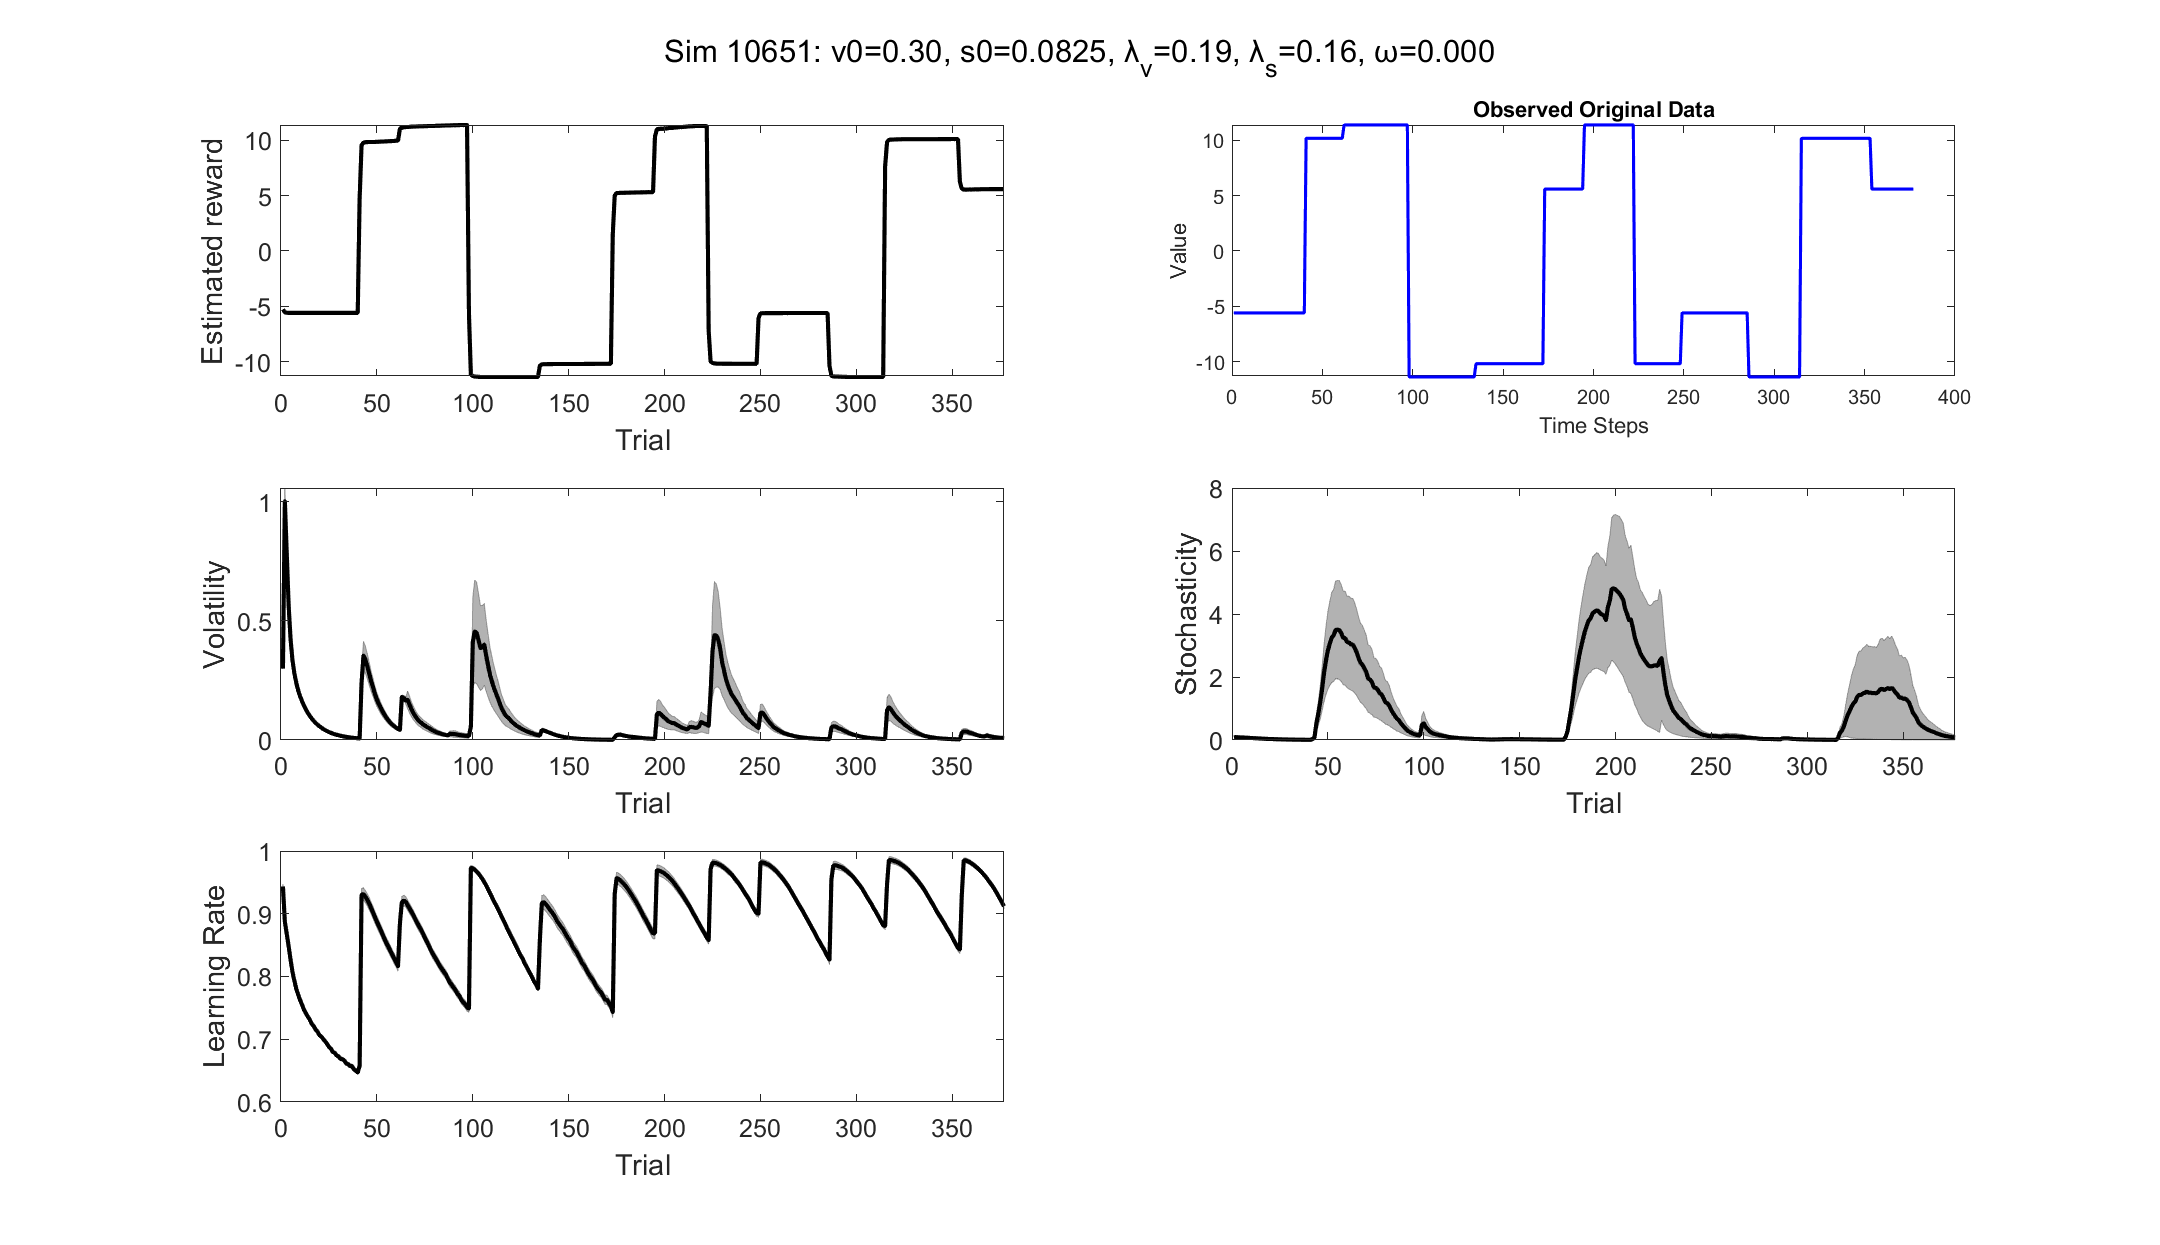 Sim 10651: v0=0.30, s0=0.0825, λv=0.19, λs=0.16, ω=0.000
Estimated reward
10
5
0
-5
-10
0 50 100 150 200 250 300 350
Trial
Observed Original Data
Value
10
5
0
-5
-10
0 50 100 150 200 250 300 350 400
Time Steps
Volatility
1
0.5
0
0 50 100 150 200 250 300 350
Trial
Stochasticity
8
6
4
2
0
0 50 100 150 200 250 300 350
Trial
Learning Rate
1
0.9
0.8
0.7
0.6
0 50 100 150 200 250 300 350
Trial